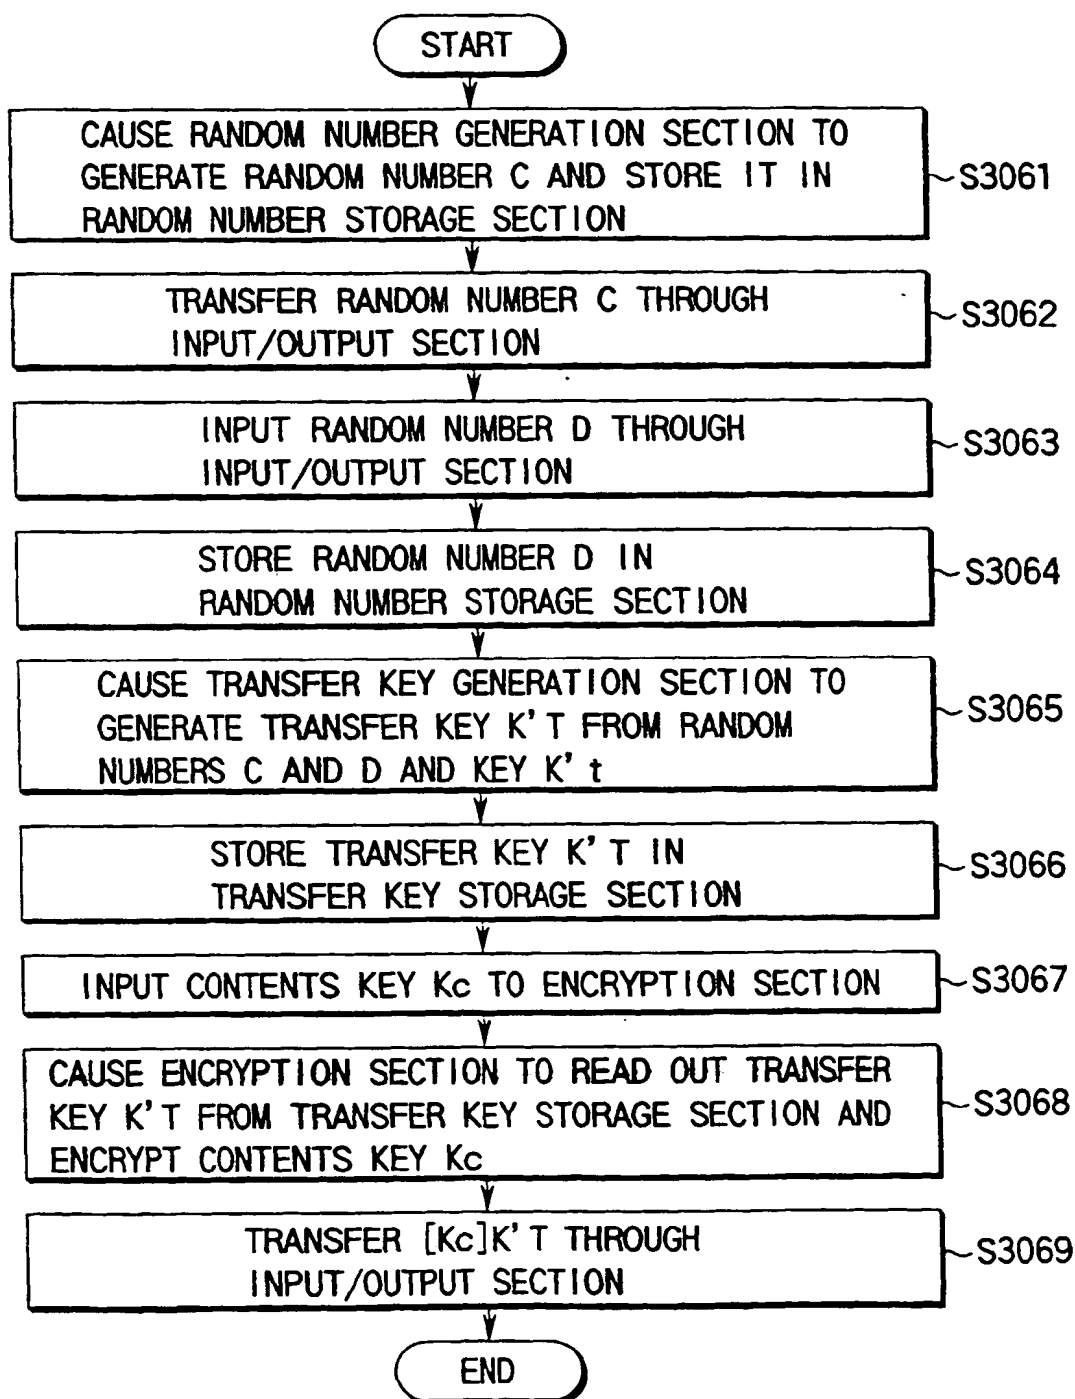 START
CAUSE RANDOM NUMBER GENERATION SECTION TO
GENERATE RANDOM NUMBER C AND STORE IT IN
RANDOM NUMBER STORAGE SECTION
S3061
TRANSFER RANDOM NUMBER C THROUGH
INPUT/OUTPUT SECTION
S3062
INPUT RANDOM NUMBER D THROUGH
INPUT/OUTPUT SECTION
S3063
STORE RANDOM NUMBER D IN
RANDOM NUMBER STORAGE SECTION
S3064
CAUSE TRANSFER KEY GENERATION SECTION TO
GENERATE TRANSFER KEY K'T FROM RANDOM
NUMBERS C AND D AND KEY K't
S3065
STORE TRANSFER KEY K'T IN
TRANSFER KEY STORAGE SECTION
S3066
INPUT CONTENTS KEY Kc TO ENCRYPTION SECTION
S3067
CAUSE ENCRYPTION SECTION TO READ OUT TRANSFER
KEY K'T FROM TRANSFER KEY STORAGE SECTION AND
ENCRYPT CONTENTS KEY Kc
S3068
TRANSFER [Kc]K'T THROUGH
INPUT/OUTPUT SECTION
S3069
END